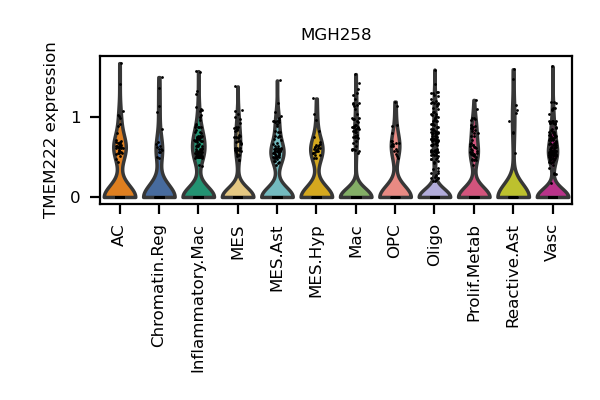 MGH258
TMEM222 expression
1
0
AC
Chromatin.Reg
Inflammatory.Mac
MES
MES.Ast
MES.Hyp
Mac
OPC
Oligo
Prolif.Metab
Reactive.Ast
Vasc